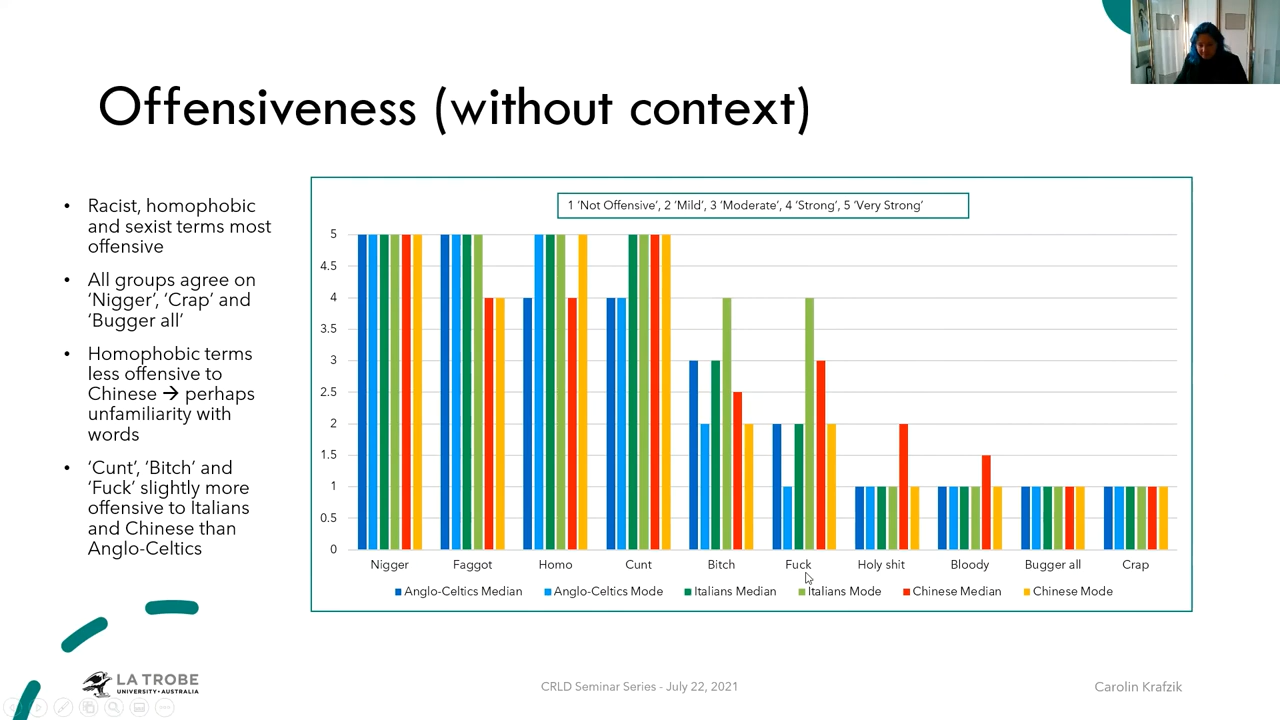 Offensiveness (without context)
• Racist, homophobic
and sexist terms most
offensive
• All groups agree on
‘Nigger’, ‘Crap’ and
‘Bugger all’
• Homophobic terms
less offensive to
Chinese → perhaps
unfamiliarity with
words
• ‘Cunt’, ‘Bitch’ and
‘Fuck’ slightly more
offensive to Italians
and Chinese than
Anglo-Celtics
1 ‘Not Offensive’, 2 ‘Mild’, 3 ‘Moderate’, 4 ‘Strong’, 5 ‘Very Strong’
5
4.5
4
3.5
3
2.5
2
1.5
1
0.5
0
Nigger Faggot Homo Cunt Bitch Fuck Holy shit Bloody Bugger all Crap
Anglo-Celtics Median Anglo-Celtics Mode Italians Median Italians Mode Chinese Median Chinese Mode
LA TROBE
UNIVERSITY • AUSTRALIA
CRLD Seminar Series - July 22, 2021
Carolin Krafzik